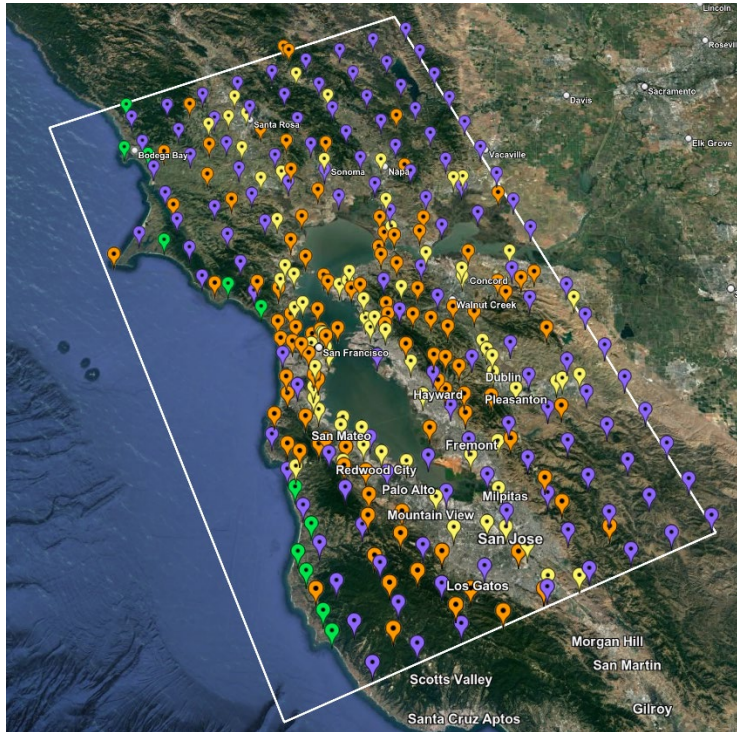 Lincoln
Rosevil
Sacramento
Davis
Elk Grove
Santa Rosa
Bodega Bay
Vacaville
Sonoma
Napa
Concord
Walnut Creek
San Francisco
Dublin
Hayward
Pleasanton
San Mateo
Fremont
Redwood City
Palo Alto
Milpitas
Mountain View
San Jose
Los Gatos
Morgan Hill
San Martin
Scotts Valley
Gilroy
Santa Cruz Aptos